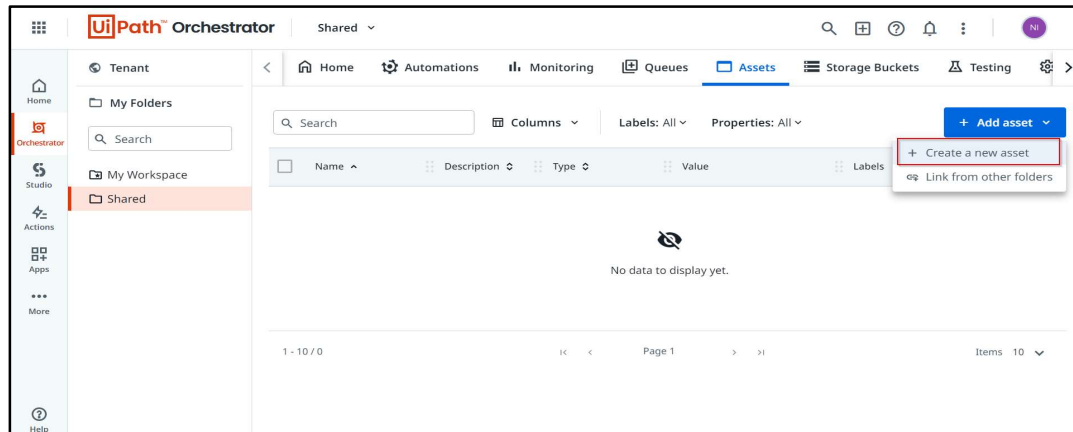 UiPath™ Orchestrator Shared NI
Home
Orchestrator
Studio
Actions
Apps
More
Help
Tenant
My Folders
Search
My Workspace
Shared
Home Automations Monitoring Queues Assets Storage Buckets Testing
Search Columns Labels: All Properties: All + Add asset
+ Create a new asset
Link from other folders
Name Description Type Value Labels
No data to display yet.
1 - 10 / 0 Page 1 Items 10